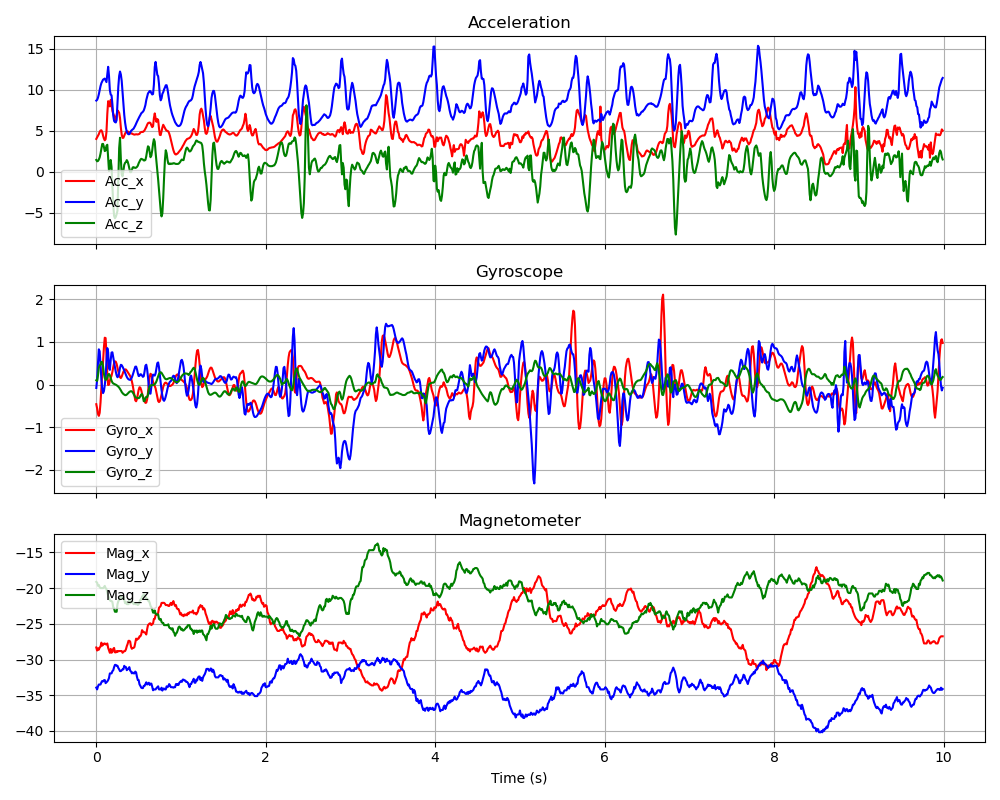 Acceleration
15
10
5
0
−5
Acc_x
Acc_y
Acc_z
Gyroscope
2
1
0
−1
−2
Gyro_x
Gyro_y
Gyro_z
Magnetometer
−15
−20
−25
−30
−35
−40
Mag_x
Mag_y
Mag_z
0 2 4 6 8 10
Time (s)